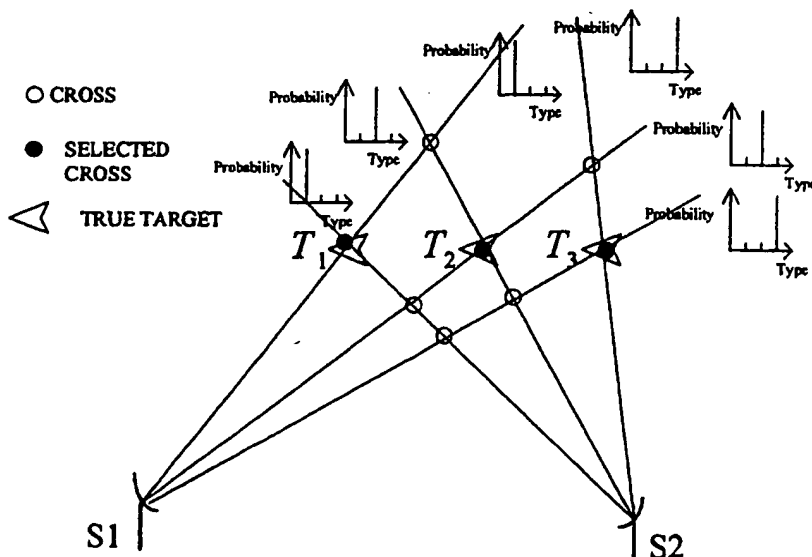 CROSS
SELECTED
CROSS
TRUE TARGET
Probability
Type
Probability
Type
Probability
Type
Probability
Type
Probability
Type
Probability
Type
T1
T2
T3
S1
S2